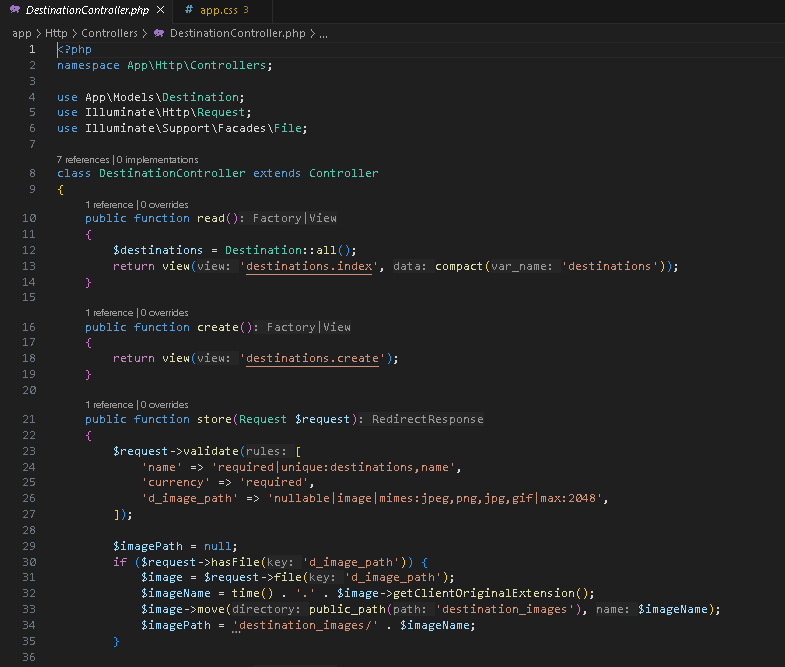 DestinationController.php × # app.css 3
app > Http > Controllers > DestinationController.php > ...
1 <?php
2 namespace App\Http\Controllers;
3
4 use App\Models\Destination;
5 use Illuminate\Http\Request;
6 use Illuminate\Support\Facades\File;
7
7 references | 0 implementations
8 class DestinationController extends Controller
9 {
1 reference | 0 overrides
10 public function read(): Factory|View
11 {
12 $destinations = Destination::all();
13 return view(view: 'destinations.index', data: compact(var_name: 'destinations'));
14 }
15
1 reference | 0 overrides
16 public function create(): Factory|View
17 {
18 return view(view: 'destinations.create');
19 }
20
1 reference | 0 overrides
21 public function store(Request $request): RedirectResponse
22 {
23 $request->validate(rules: [
24 'name' => 'required|unique:destinations,name',
25 'currency' => 'required',
26 'd_image_path' => 'nullable|image|mimes:jpeg,png,jpg,gif|max:2048',
27 ]);
28
29 $imagePath = null;
30 if ($request->hasFile(key: 'd_image_path')) {
31 $image = $request->file(key: 'd_image_path');
32 $imageName = time() . '.' . $image->getClientOriginalExtension();
33 $image->move(directory: public_path(path: 'destination_images'), name: $imageName);
34 $imagePath = 'destination_images/' . $imageName;
35 }
36